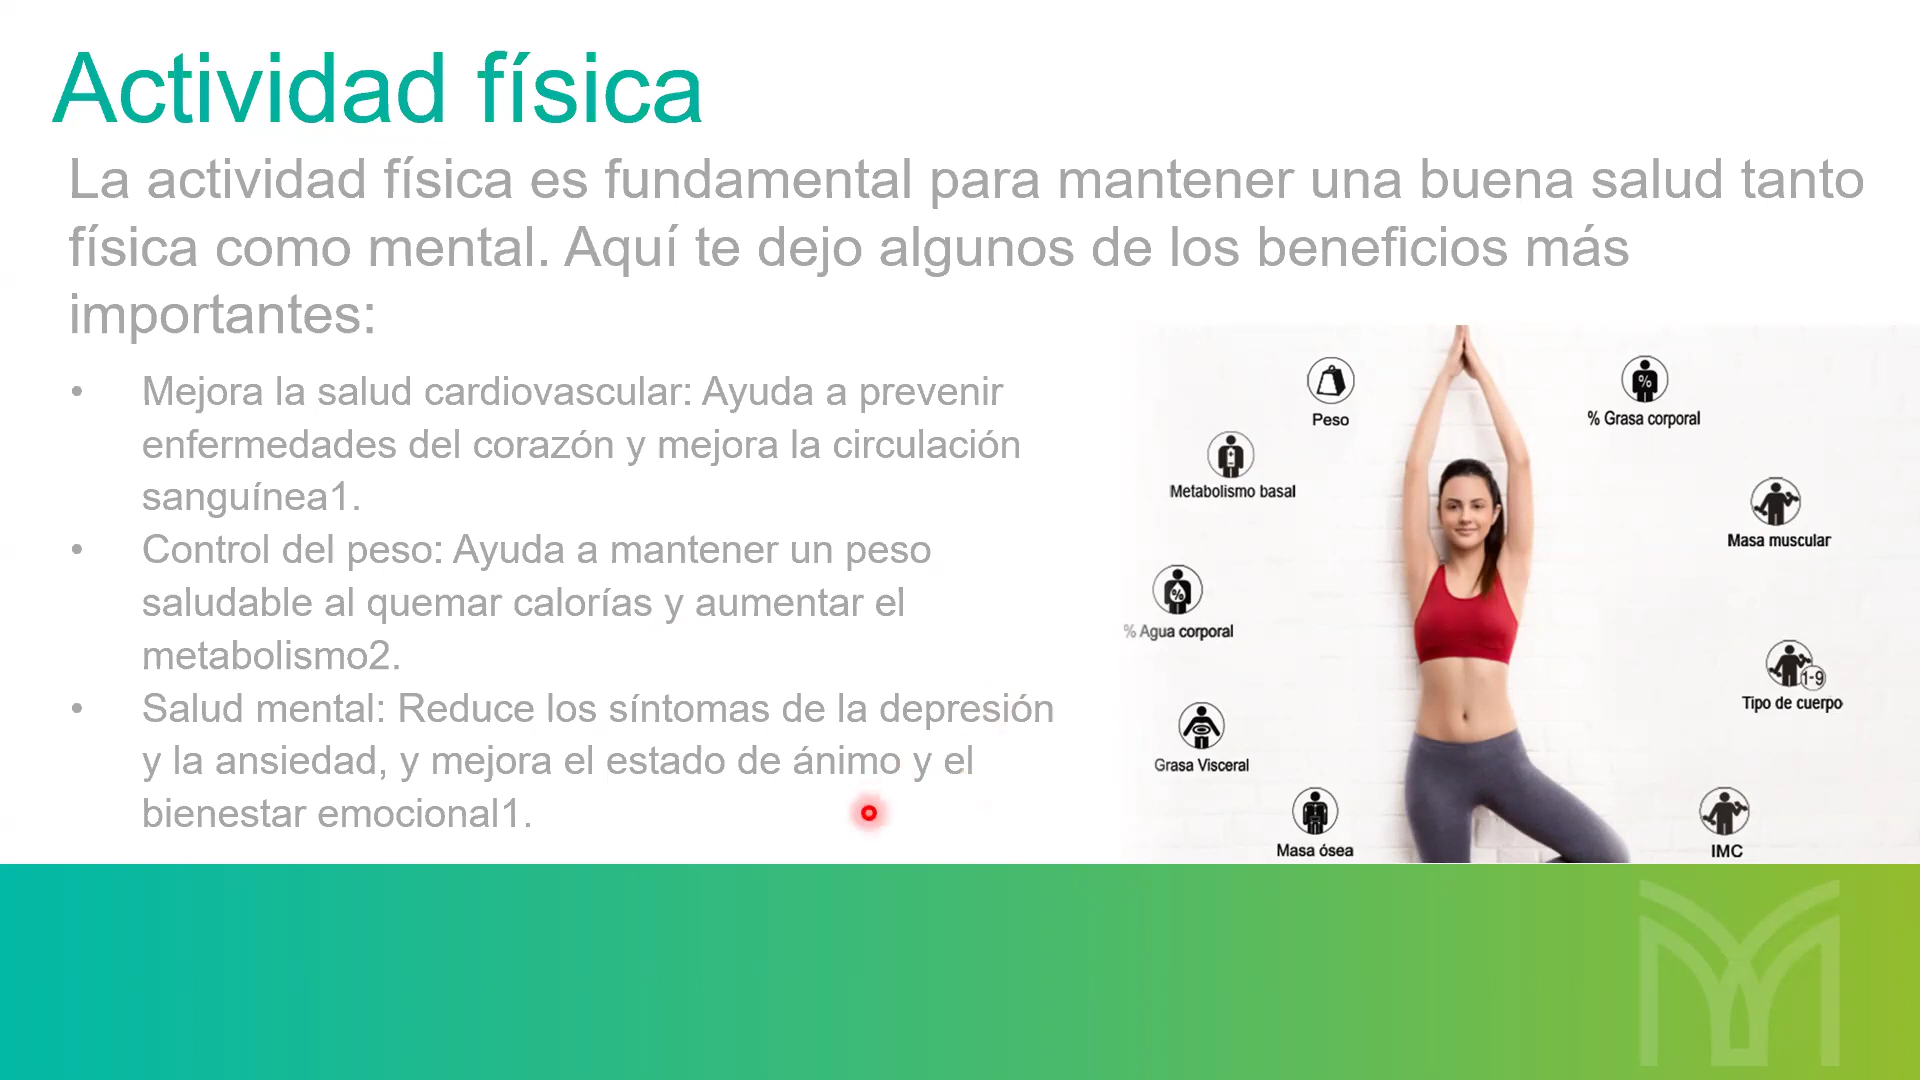 Actividad física
La actividad física es fundamental para mantener una buena salud tanto
física como mental. Aquí te dejo algunos de los beneficios más
importantes:
• Mejora la salud cardiovascular: Ayuda a prevenir
enfermedades del corazón y mejora la circulación
sanguínea1.
• Control del peso: Ayuda a mantener un peso
saludable al quemar calorías y aumentar el
metabolismo2.
• Salud mental: Reduce los síntomas de la depresión
y la ansiedad, y mejora el estado de ánimo y el
bienestar emocional1.
Peso
%
% Grasa corporal
Metabolismo basal
Masa muscular
%
% Agua corporal
1-9
Tipo de cuerpo
Grasa Visceral
Masa ósea
IMC